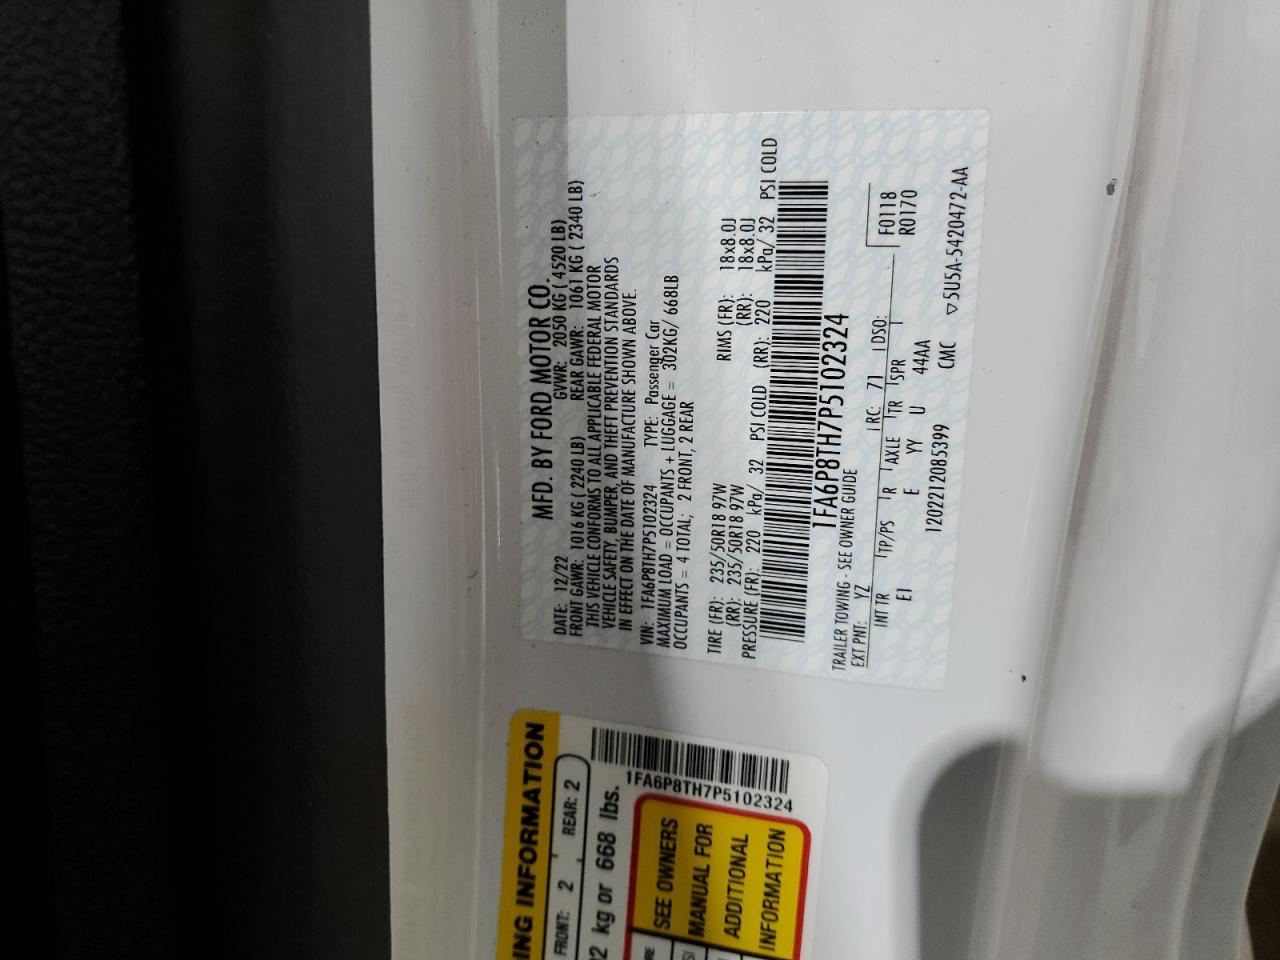 MFD. BY FORD MOTOR CO.
DATE: 12/22 GVWR: 2050 KG ( 4520 LB)
FRONT GAWR: 1016 KG ( 2240 LB) REAR GAWR: 1061 KG ( 2340 LB)
THIS VEHICLE CONFORMS TO ALL APPLICABLE FEDERAL MOTOR
VEHICLE SAFETY, BUMPER, AND THEFT PREVENTION STANDARDS
IN EFFECT ON THE DATE OF MANUFACTURE SHOWN ABOVE.
VIN: 1FA6P8TH7P5102324 TYPE: Passenger Car
MAXIMUM LOAD = OCCUPANTS + LUGGAGE = 302KG/ 668LB
OCCUPANTS = 4 TOTAL; 2 FRONT, 2 REAR
TIRE (FR): 235/50R18 97W RIMS (FR): 18x8.0J
(RR): 235/50R18 97W (RR): 18x8.0J
PRESSURE (FR): 220 kPa/ 32 PSI COLD (RR): 220 kPa/ 32 PSI COLD
1FA6P8TH7P5102324
TRAILER TOWING - SEE OWNER GUIDE
EXT PNT: YZ RC: 71 DSO: F0118
R0170
INT TR TP/PS R AXLE TR SPR
EI E YY U 44AA
1202212085399 CMC ▽5U5A-5420472-AA
ING INFORMATION
FRONT: 2 REAR: 2
kg or 668 lbs.
1FA6P8TH7P5102324
SEE OWNERS
MANUAL FOR
ADDITIONAL
INFORMATION